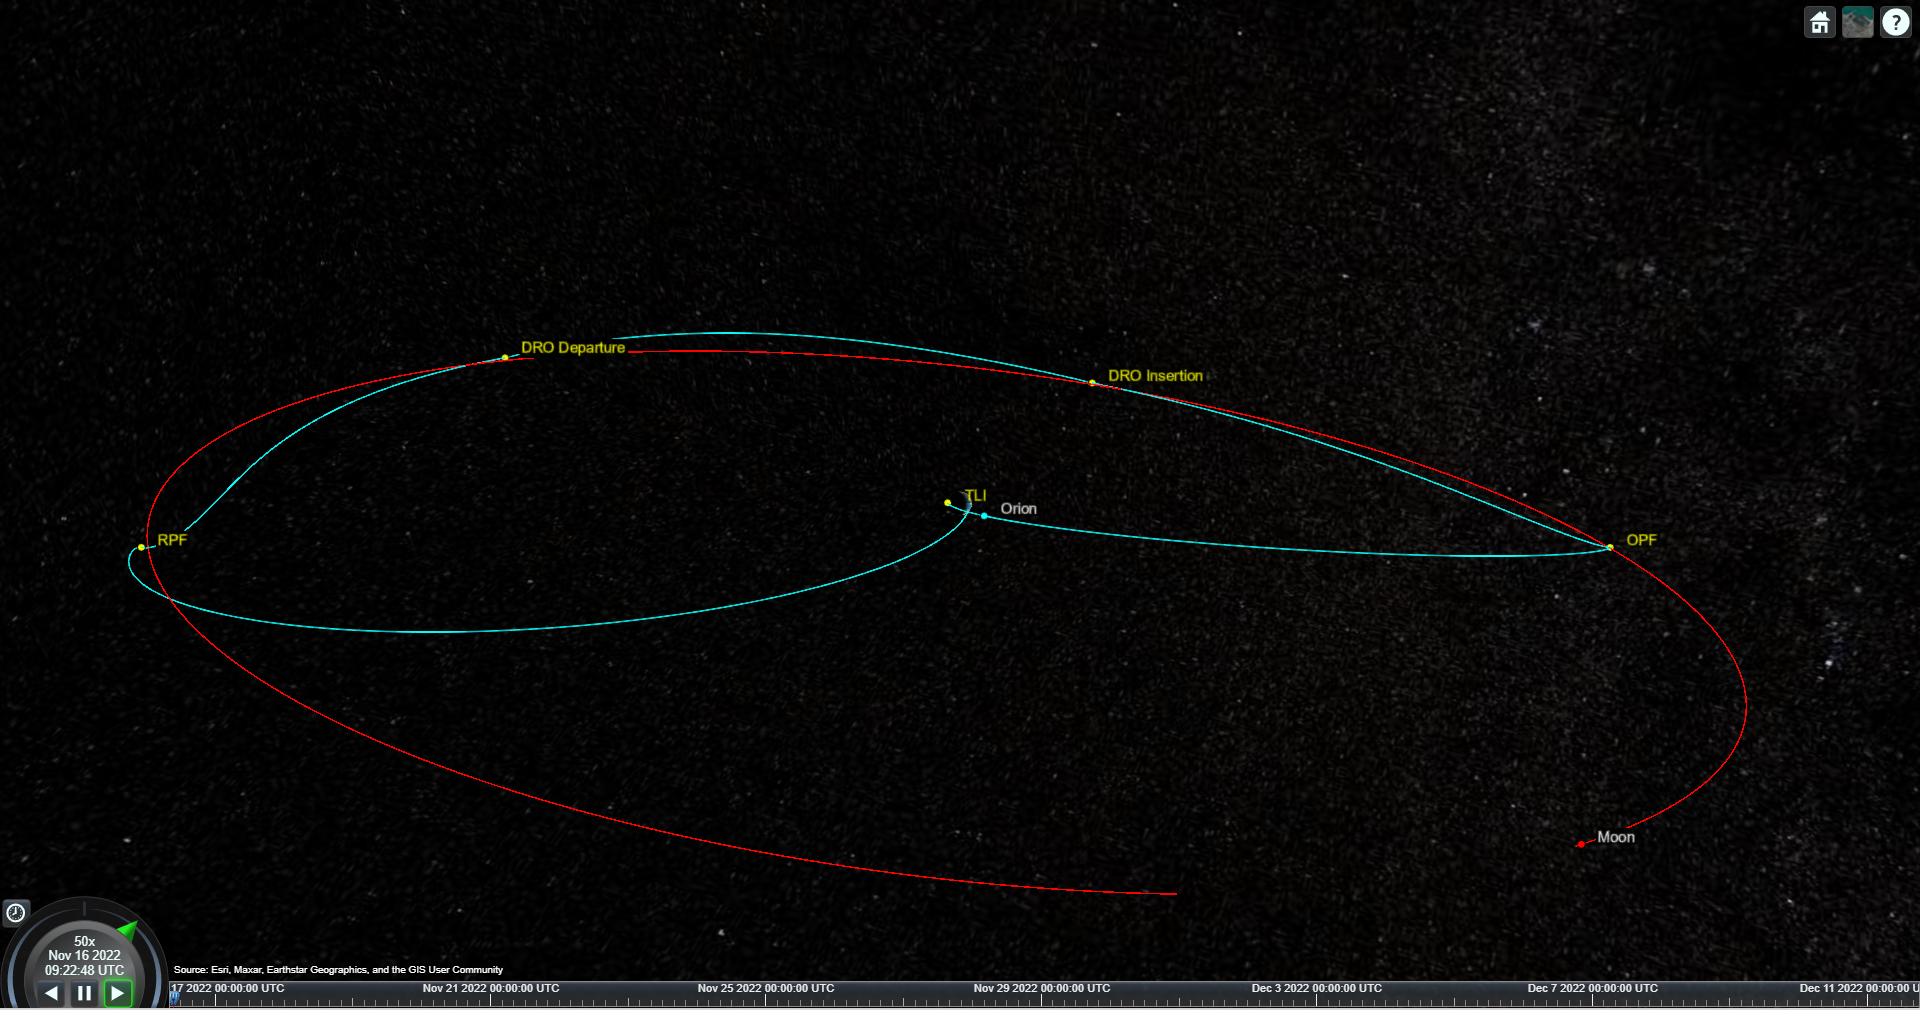 ?
DRO Departure
DRO Insertion
TLI
Orion
RPF
OPF
Moon
50x
Nov 16 2022
09:22:48 UTC
Source: Esri, Maxar, Earthstar Geographics, and the GIS User Community
17 2022 00:00:00 UTC
Nov 21 2022 00:00:00 UTC
Nov 25 2022 00:00:00 UTC
Nov 29 2022 00:00:00 UTC
Dec 3 2022 00:00:00 UTC
Dec 7 2022 00:00:00 UTC
Dec 11 2022 00:00:00 U